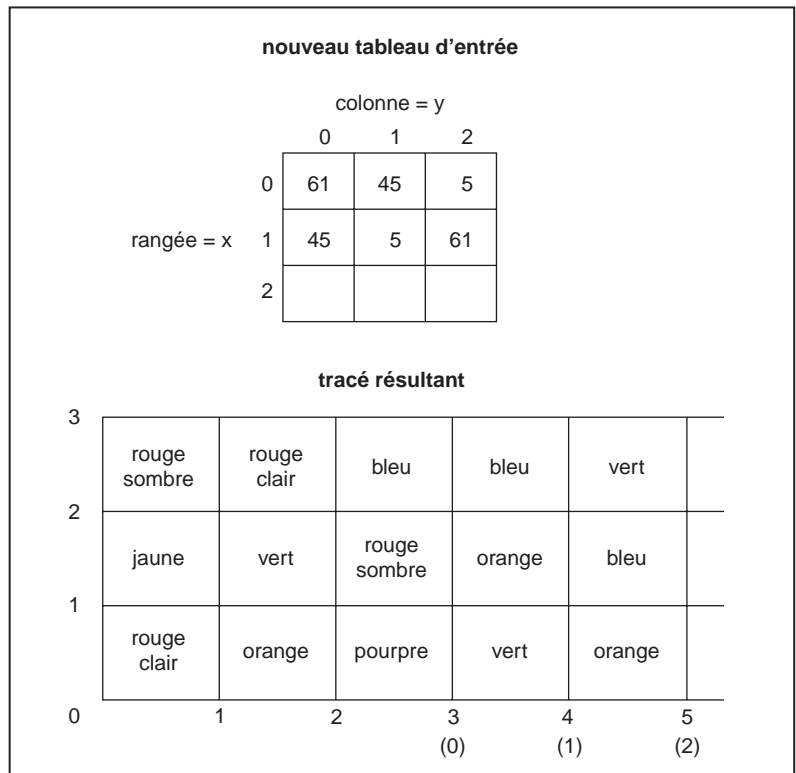 nouveau tableau d'entrée
colonne = y
0 1 2
0 61 45 5
rangée = x 1 45 5 61
2
tracé résultant
3
rouge sombre rouge clair bleu bleu vert
2
jaune vert rouge sombre orange bleu
1
rouge clair orange pourpre vert orange
0 1 2 3 4 5
(0) (1) (2)